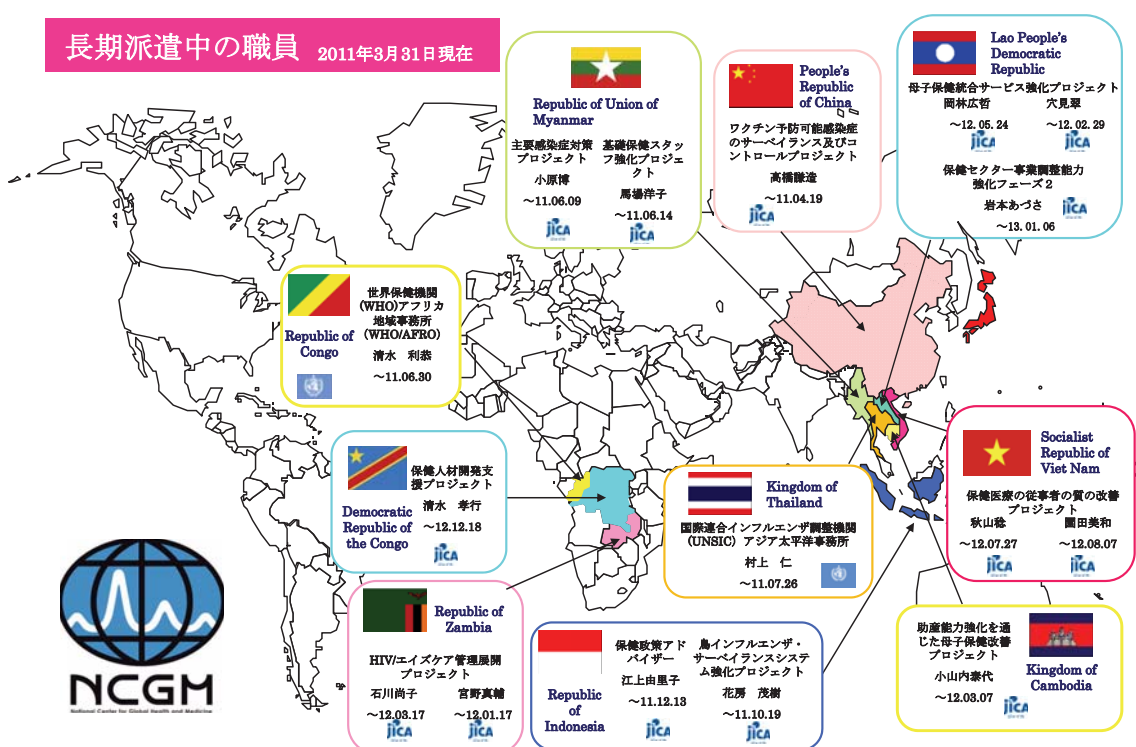 長期派遣中の職員 2011年3月31日現在
Republic of Union of
Myanmar
主要感染症対策
プロジェクト
小原博
～11.06.09
jica
基礎保健スタッ
フ強化プロジェ
クト
馬場洋子
～11.06.14
jica
People's
Republic
of China
ワクチン予防可能感染症
のサーベイランス及びコ
ントロールプロジェクト
高橋謙造
～11.04.19
jica
Lao People's
Democratic
Republic
母子保健統合サービス強化プロジェクト
岡林広哲 穴見翠
～12.05.24 ～12.02.29
jica jica
保健セクター事業調整能力
強化フェーズ２
岩本あづさ
～13.01.06
jica
Republic of
Congo
世界保健機関
(WHO)アフリカ
地域事務所
(WHO/AFRO)
清水 利恭
～11.06.30
Democratic
Republic of
the Congo
保健人材開発支
援プロジェクト
清水 孝行
～12.12.18
jica
Kingdom of
Thailand
国際連合インフルエンザ調整機関
（UNSIC）アジア太平洋事務所
村上 仁
～11.07.26
Socialist
Republic of
Viet Nam
保健医療の従事者の質の改善
プロジェクト
秋山稔 園田美和
～12.07.27 ～12.08.07
jica jica
Republic of
Zambia
HIV/エイズケア管理展開
プロジェクト
石川尚子 宮野真輔
～12.03.17 ～12.01.17
jica jica
Republic
of
Indonesia
保健政策アド
バイザー
江上由里子
～11.12.13
jica
鳥インフルエンザ・
サーベイランスシステ
ム強化プロジェクト
花房 茂樹
～11.10.19
jica
助産能力強化を通
じた母子保健改善
プロジェクト
小山内泰代
～12.03.07
jica
Kingdom of
Cambodia
NCGM
National Center for Global Health and Medicine